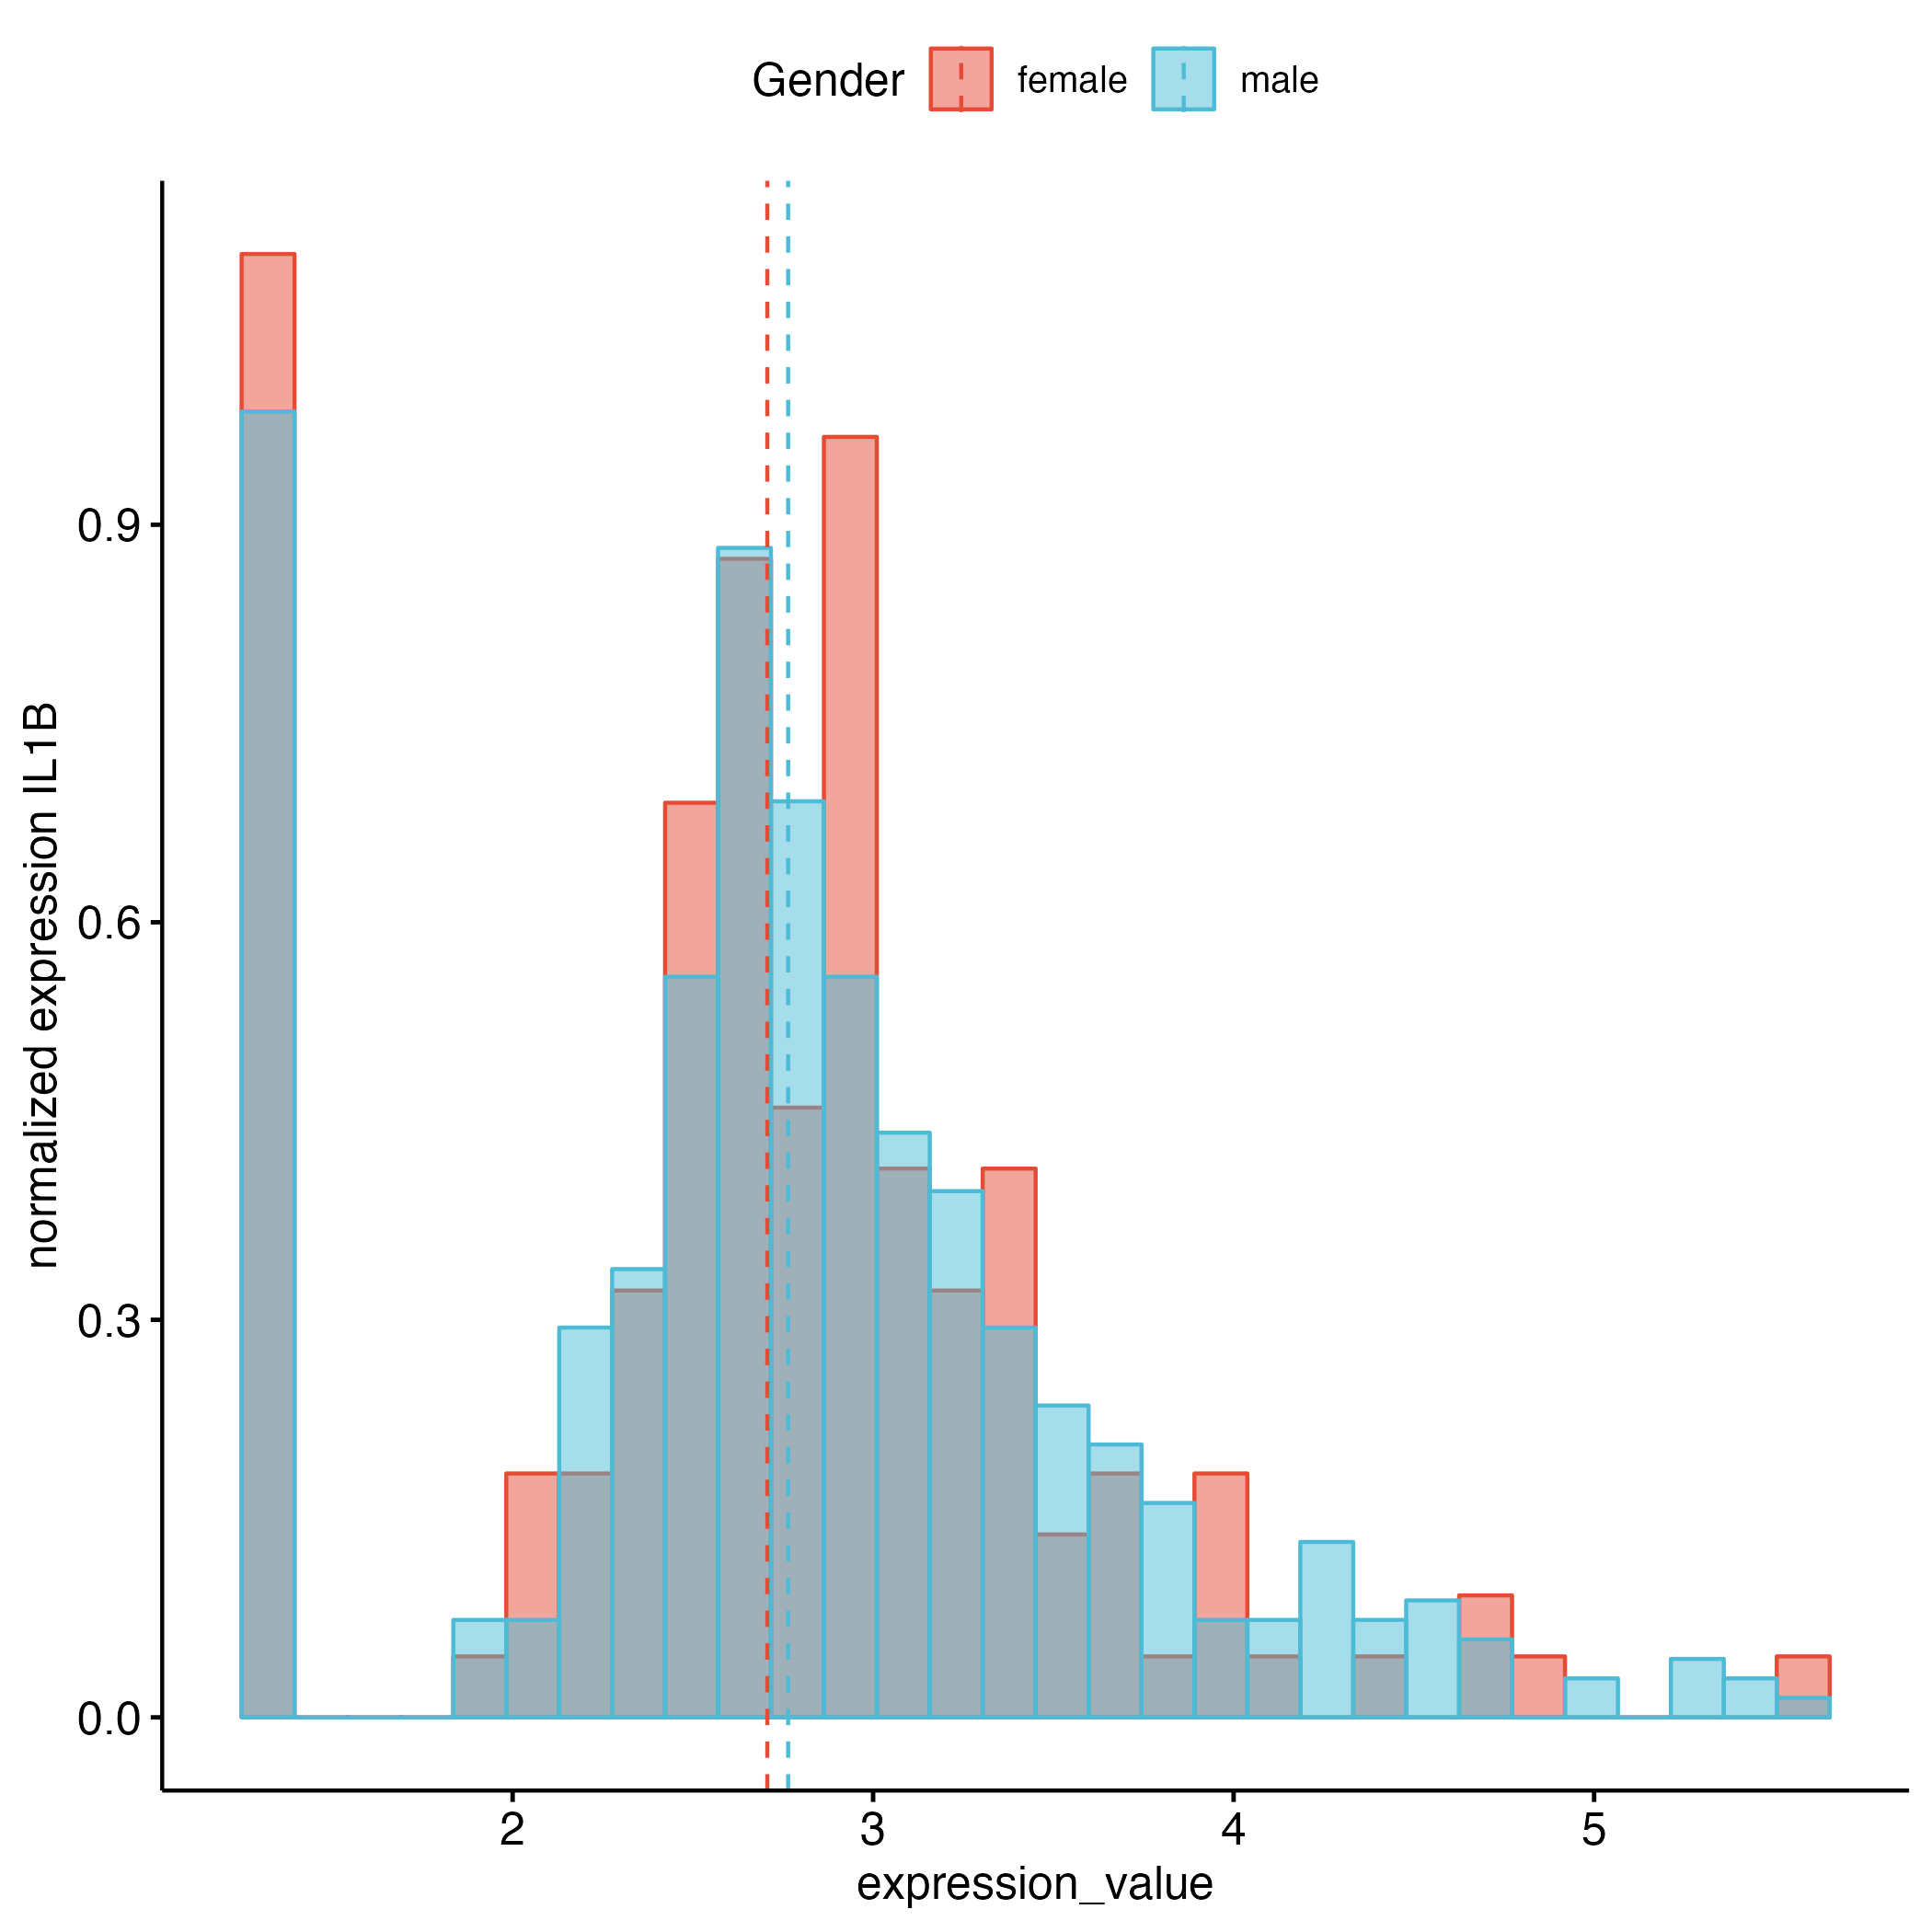 Gender female male
normalized expression IL1B
0.9
0.6
0.3
0.0
2 3 4 5
expression_value